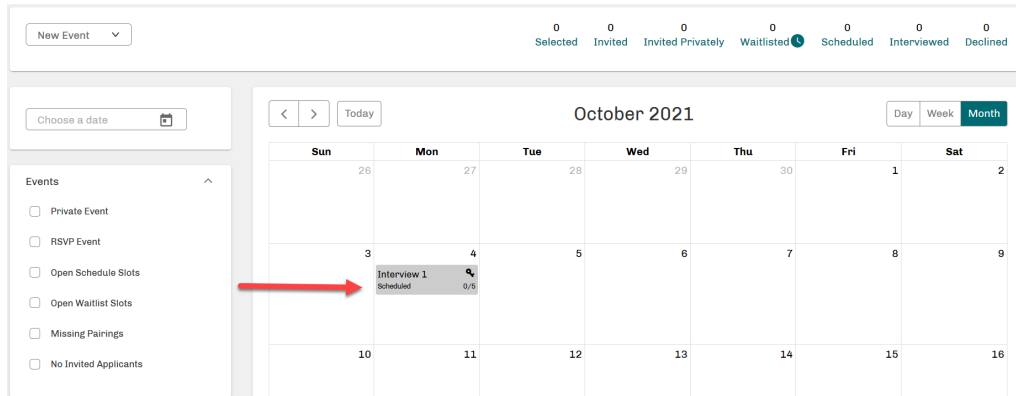 New Event
0 0 0 0 0 0 0
Selected Invited Invited Privately Waitlisted Scheduled Interviewed Declined
Choose a date
Events
Private Event
RSVP Event
Open Schedule Slots
Open Waitlist Slots
Missing Pairings
No Invited Applicants
< > Today
October 2021
Day Week Month
Sun Mon Tue Wed Thu Fri Sat
26 27 28 29 30 1 2
3 4 5 6 7 8 9
Interview 1
Scheduled 0/5
10 11 12 13 14 15 16